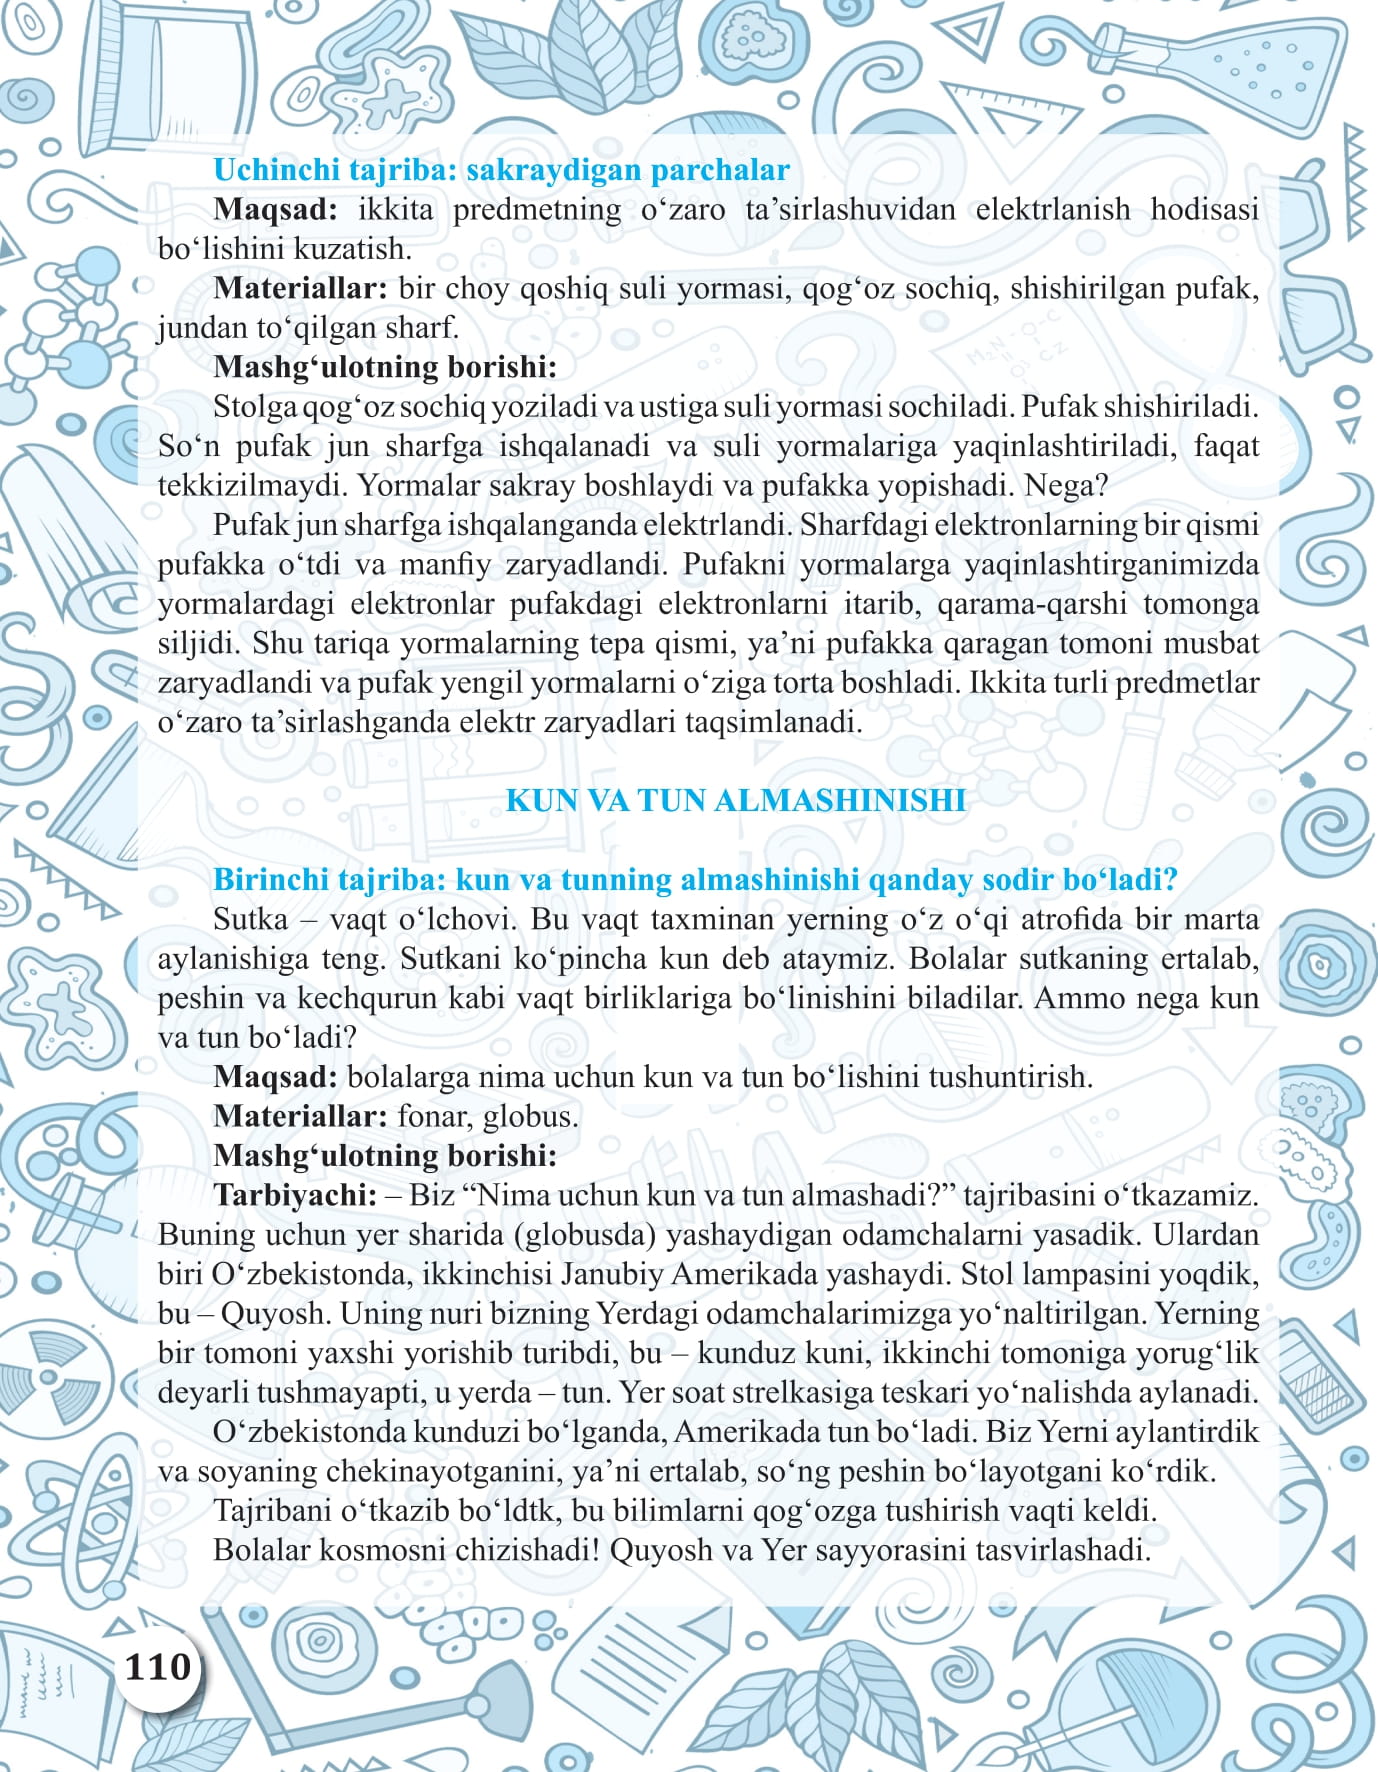 Uchinchi tajriba: sakraydigan parchalar
Maqsad: ikkita predmetning o‘zaro ta’sirlashuvidan elektrlanish hodisasi
bo‘lishini kuzatish.
Materiallar: bir choy qoshiq suli yormasi, qog‘oz sochiq, shishirilgan pufak,
jundan to‘qilgan sharf.
Mashg‘ulotning borishi:
Stolga qog‘oz sochiq yoziladi va ustiga suli yormasi sochiladi. Pufak shishiriladi.
So‘n pufak jun sharfga ishqalanadi va suli yormalariga yaqinlashtiriladi, faqat
tekkizilmaydi. Yormalar sakray boshlaydi va pufakka yopishadi. Nega?
Pufak jun sharfga ishqalanganda elektrlandi. Sharfdagi elektronlarning bir qismi
pufakka o‘tdi va manfiy zaryadlandi. Pufakni yormalarga yaqinlashtirganimizda
yormalardagi elektronlar pufakdagi elektronlarni itarib, qarama-qarshi tomonga
siljidi. Shu tariqa yormalarning tepa qismi, ya’ni pufakka qaragan tomoni musbat
zaryadlandi va pufak yengil yormalarni o‘ziga torta boshladi. Ikkita turli predmetlar
o‘zaro ta’sirlashganda elektr zaryadlari taqsimlanadi.
KUN VA TUN ALMASHINISHI
Birinchi tajriba: kun va tunning almashinishi qanday sodir bo‘ladi?
Sutka – vaqt o‘lchovi. Bu vaqt taxminan yerning o‘z o‘qi atrofida bir marta
aylanishiga teng. Sutkani ko‘pincha kun deb ataymiz. Bolalar sutkaning ertalab,
peshin va kechqurun kabi vaqt birliklariga bo‘linishini biladilar. Ammo nega kun
va tun bo‘ladi?
Maqsad: bolalarga nima uchun kun va tun bo‘lishini tushuntirish.
Materiallar: fonar, globus.
Mashg‘ulotning borishi:
Tarbiyachi: – Biz “Nima uchun kun va tun almashadi?” tajribasini o‘tkazamiz.
Buning uchun yer sharida (globusda) yashaydigan odamchalarni yasadik. Ulardan
biri O‘zbekistonda, ikkinchisi Janubiy Amerikada yashaydi. Stol lampasini yoqdik,
bu – Quyosh. Uning nuri bizning Yerdagi odamchalarimizga yo‘naltirilgan. Yerning
bir tomoni yaxshi yorishib turibdi, bu – kunduz kuni, ikkinchi tomoniga yorug‘lik
deyarli tushmayapti, u yerda – tun. Yer soat strelkasiga teskari yo‘nalishda aylanadi.
O‘zbekistonda kunduzi bo‘lganda, Amerikada tun bo‘ladi. Biz Yerni aylantirdik
va soyaning chekinayotganini, ya’ni ertalab, so‘ng peshin bo‘layotgani ko‘rdik.
Tajribani o‘tkazib bo‘ldtk, bu bilimlarni qog‘ozga tushirish vaqti keldi.
Bolalar kosmosni chizishadi! Quyosh va Yer sayyorasini tasvirlashadi.
110